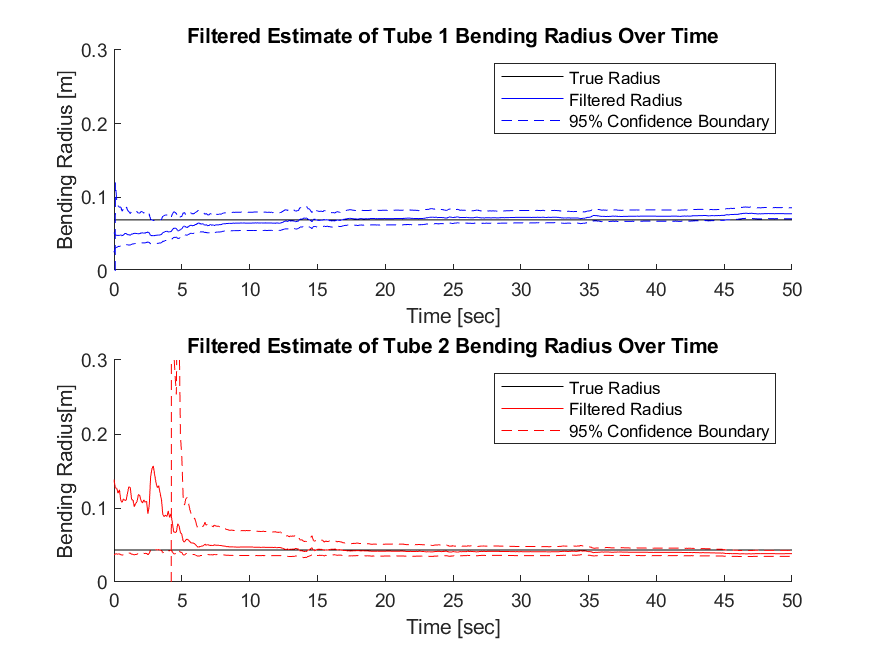 Filtered Estimate of Tube 1 Bending Radius Over Time
0.3
0.2
0.1
0
Bending Radius [m]
True Radius
Filtered Radius
95% Confidence Boundary
0 5 10 15 20 25 30 35 40 45 50
Time [sec]
Filtered Estimate of Tube 2 Bending Radius Over Time
0.3
0.2
0.1
0
Bending Radius[m]
True Radius
Filtered Radius
95% Confidence Boundary
0 5 10 15 20 25 30 35 40 45 50
Time [sec]